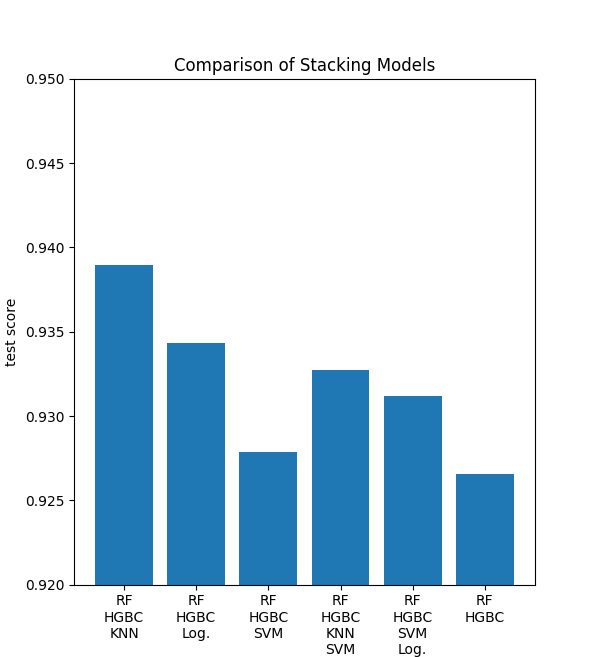 Comparison of Stacking Models
0.950
0.945
0.940
0.935
0.930
0.925
0.920
test score
RF
HGBC
KNN
RF
HGBC
Log.
RF
HGBC
SVM
RF
HGBC
KNN
SVM
RF
HGBC
SVM
Log.
RF
HGBC